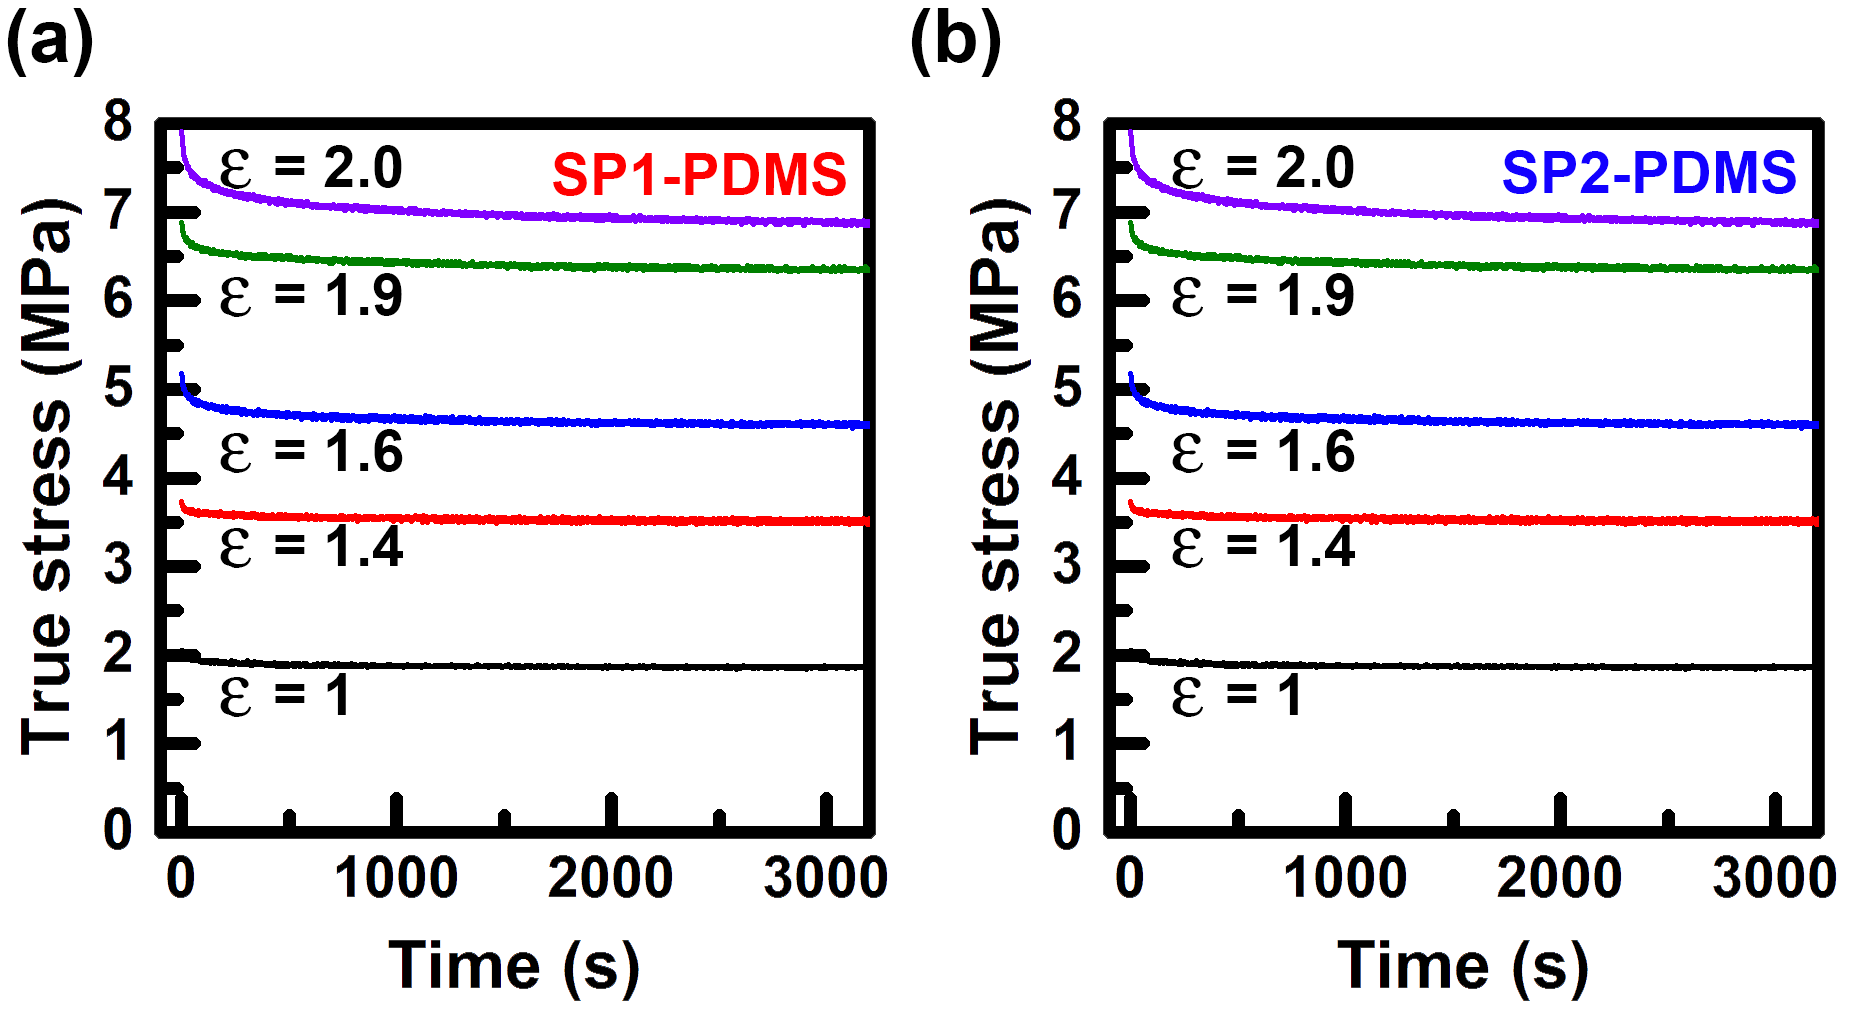 (a)
SP1-PDMS
ε = 2.0
ε = 1.9
ε = 1.6
ε = 1.4
ε = 1
8
7
6
5
4
3
2
1
0
0 1000 2000 3000
True stress (MPa)
Time (s)
(b)
SP2-PDMS
ε = 2.0
ε = 1.9
ε = 1.6
ε = 1.4
ε = 1
8
7
6
5
4
3
2
1
0
0 1000 2000 3000
True stress (MPa)
Time (s)